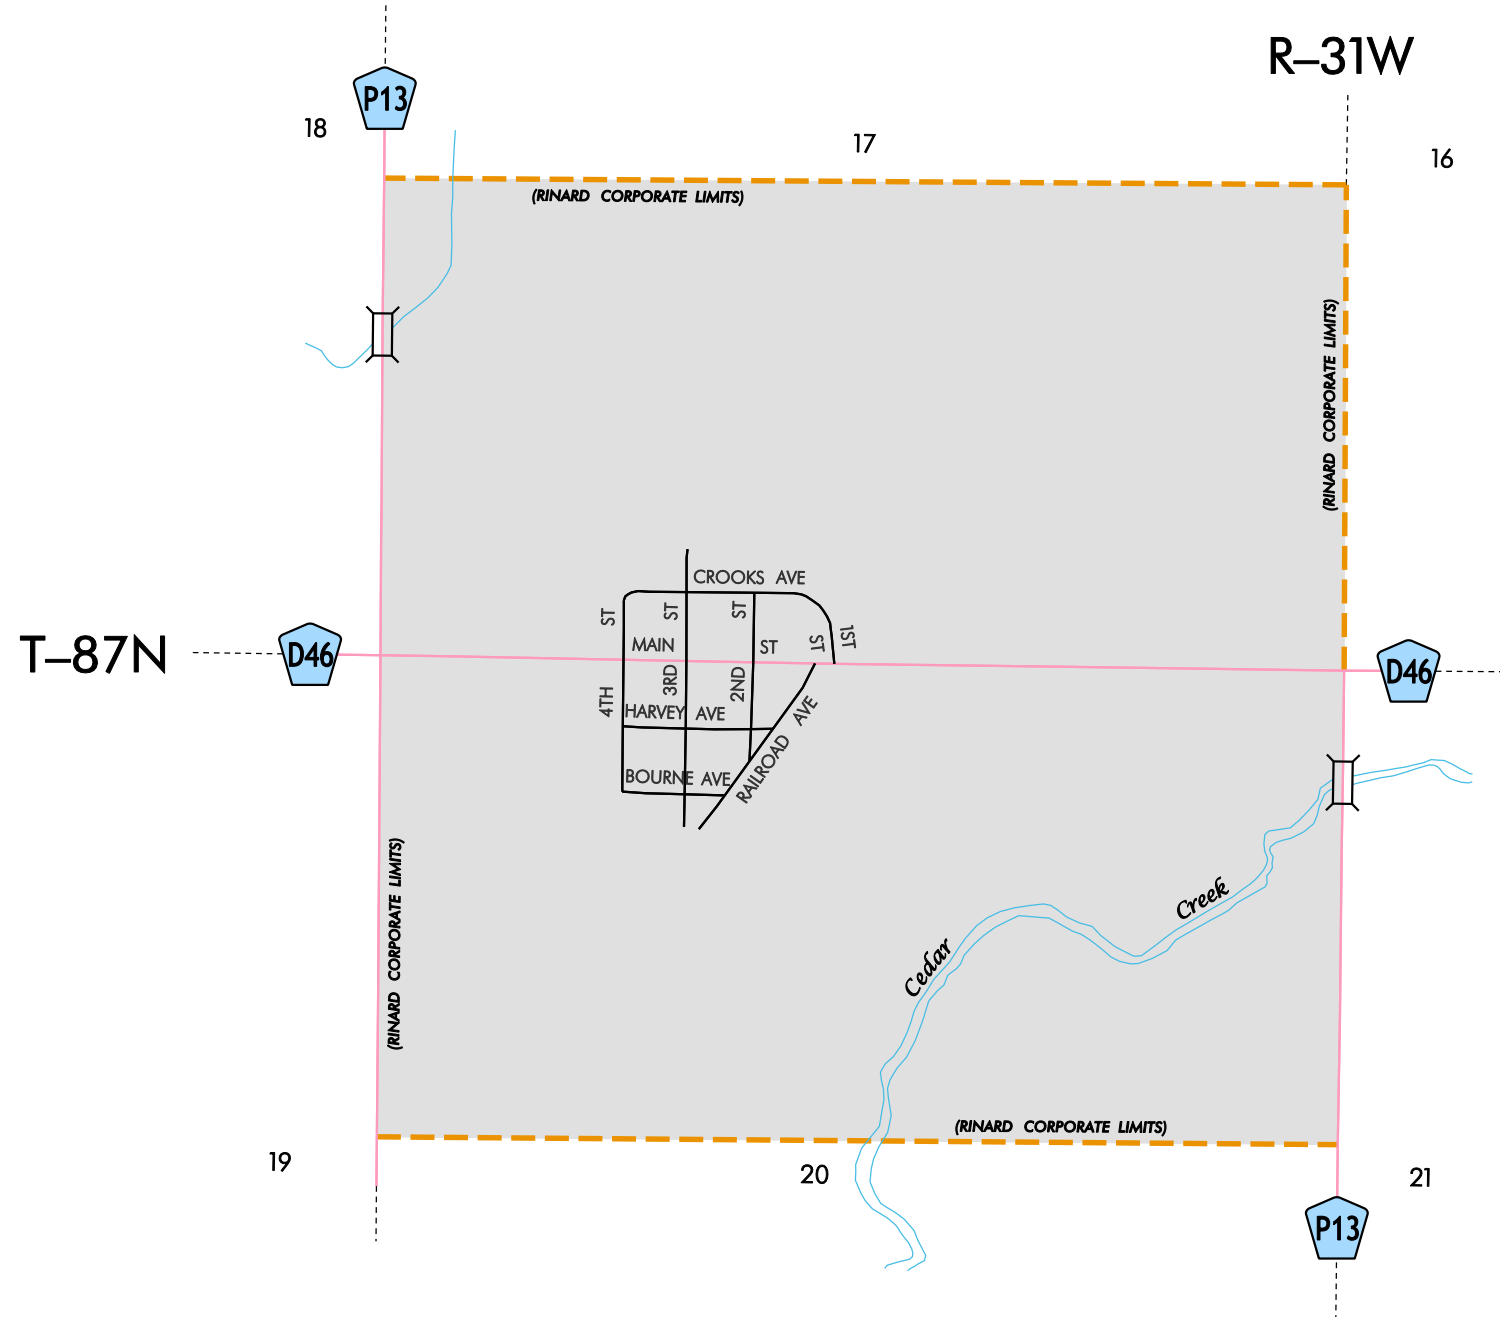 R–31W
P13
18
17
16
(RINARD CORPORATE LIMITS)
(RINARD CORPORATE LIMITS)
CROOKS AVE
ST
ST
ST
ST
1ST
MAIN ST
T–87N
D46
D46
4TH
3RD
2ND
HARVEY AVE
RAILROAD AVE
BOURNE AVE
(RINARD CORPORATE LIMITS)
Cedar Creek
(RINARD CORPORATE LIMITS)
19
20
21
P13